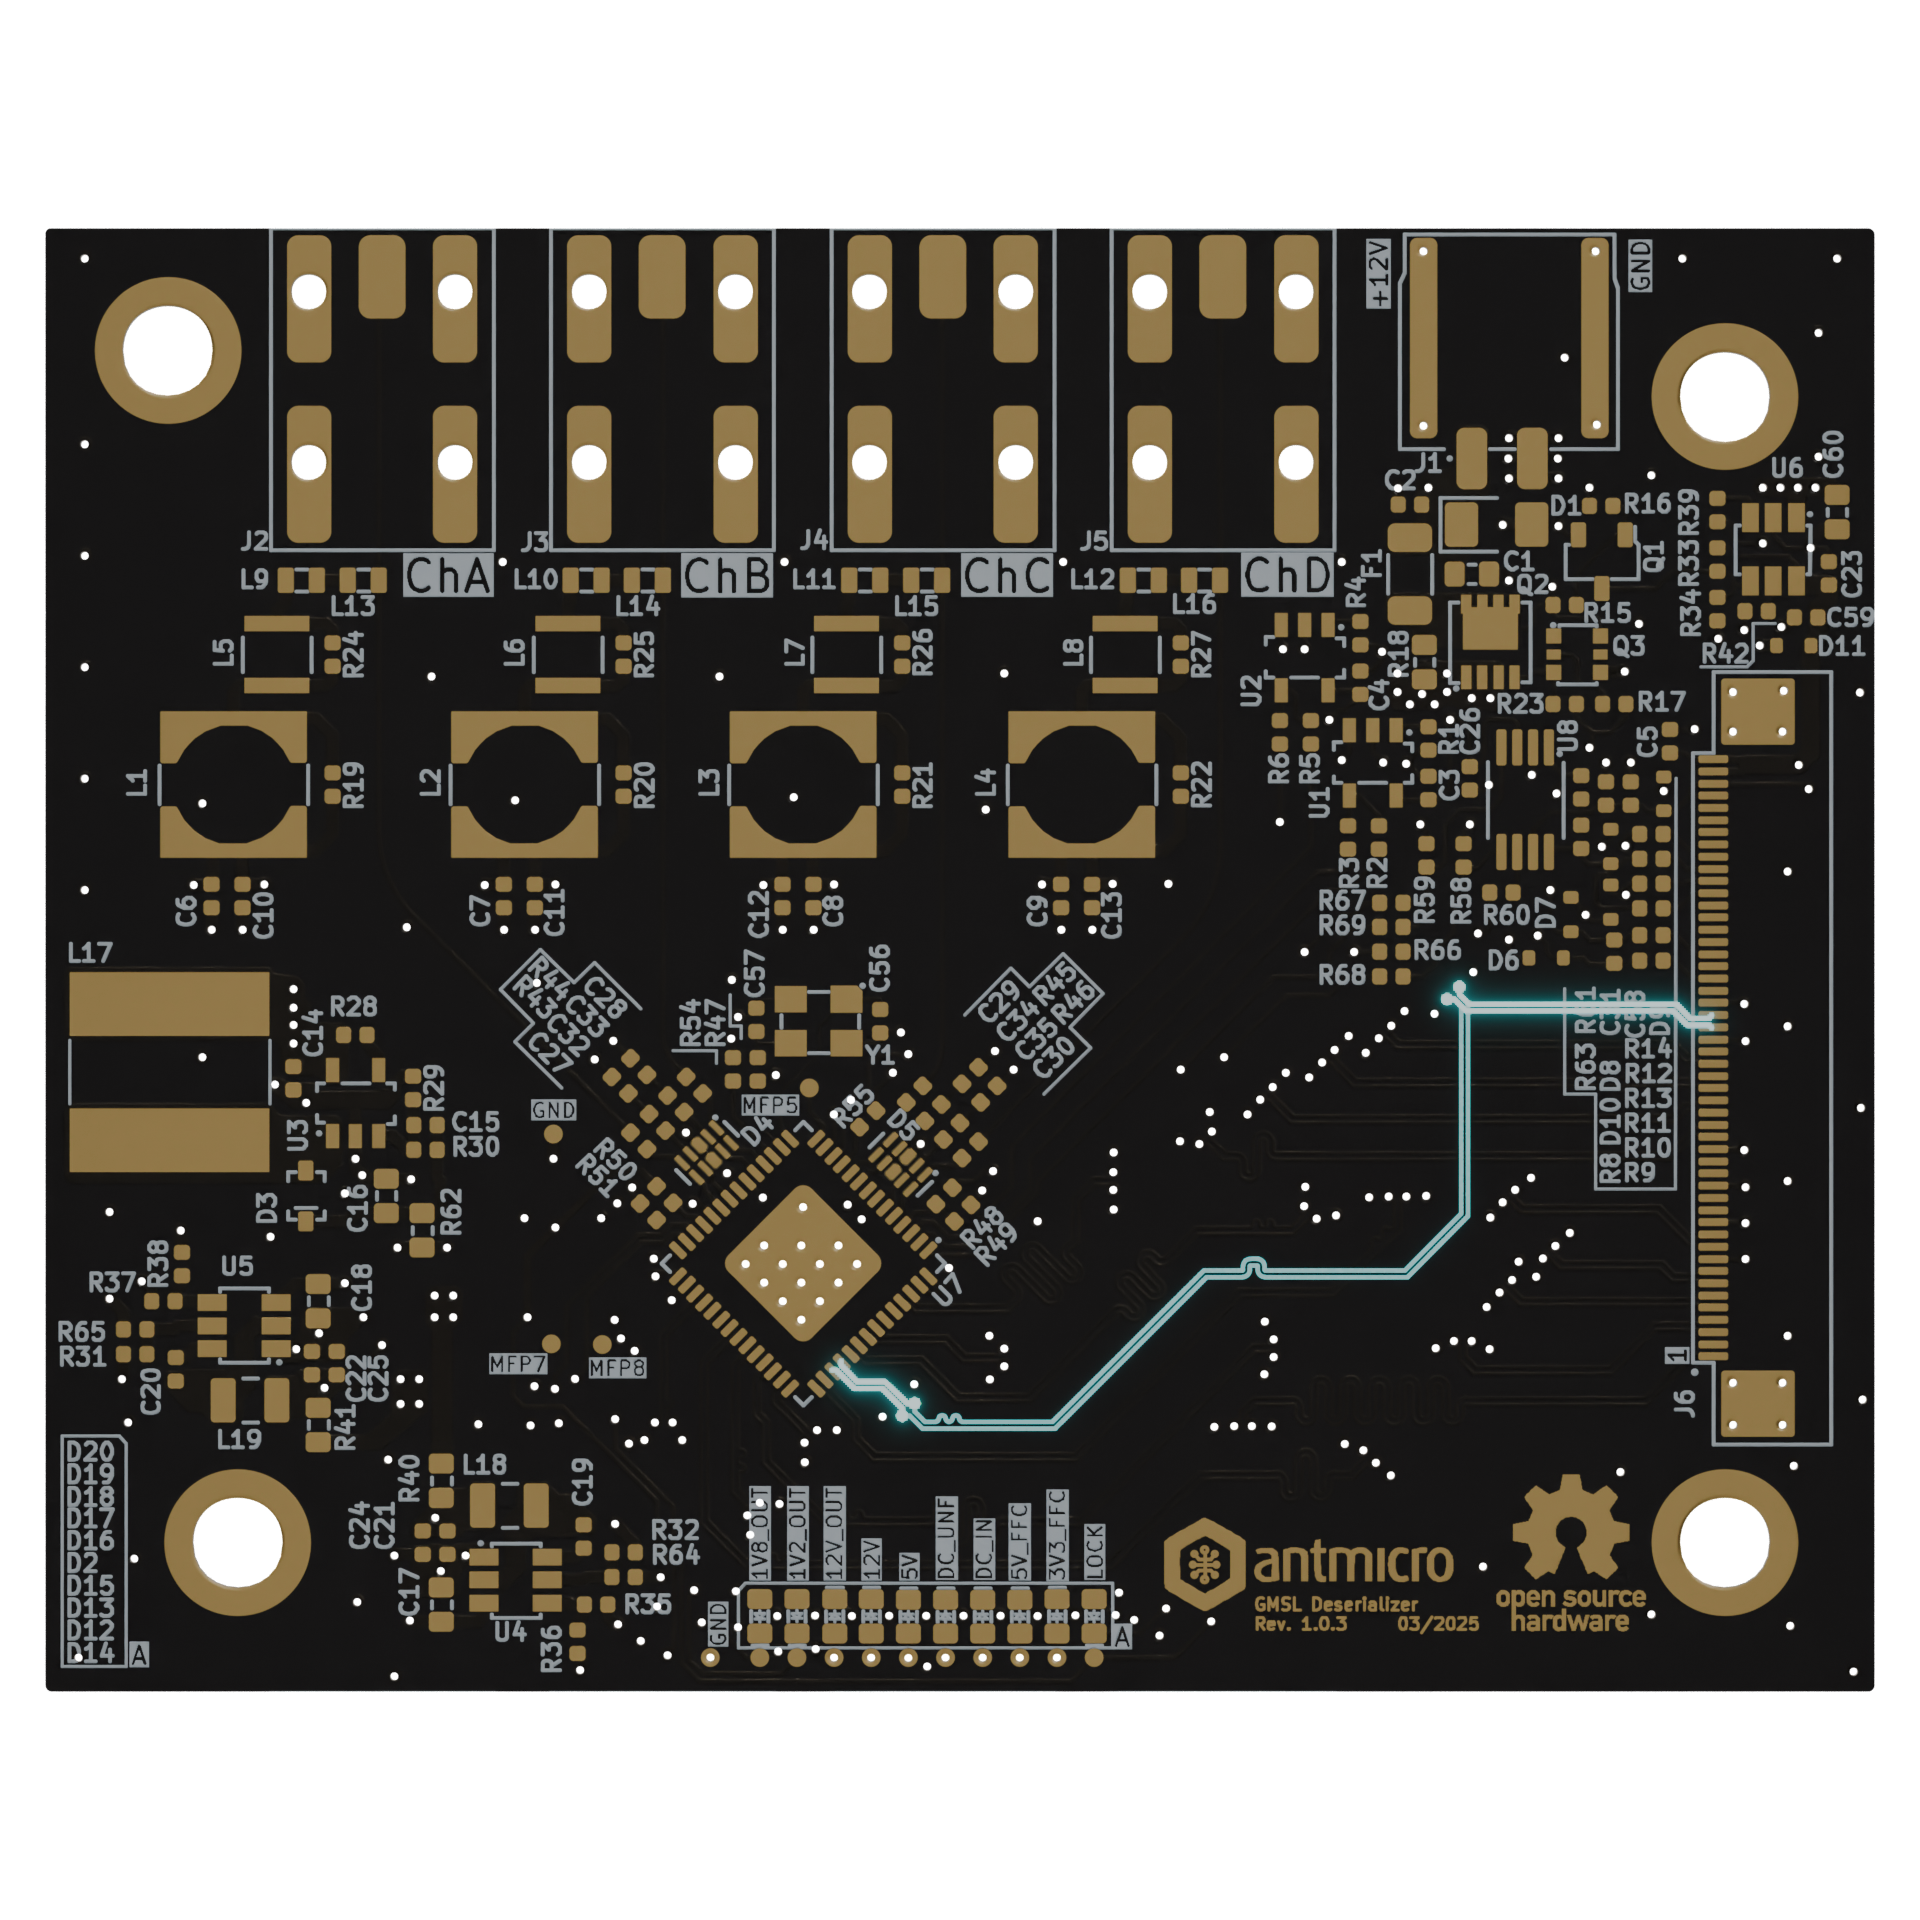 +12V
GND
J2
J3
J4
J5
J1
ChA
ChB
ChC
ChD
L9
L13
L10
L14
L11
L15
L12
L16
C2
F1
R4
D1
R16
Q1
C1
Q2
R15
Q3
R39
R33
R34
U6
C60
C23
C59
D11
R42
L5
R24
L6
R25
L7
R26
L8
R27
U2
R18
C4
R23
R17
L1
R19
L2
R20
L3
R21
L4
R22
R6
R5
U1
R1
C26
C3
U8
C5
C6
C10
C7
C11
C12
C8
C9
C13
R3
R2
R59
R58
R60
D7
R67
R69
R66
R68
D6
L17
R28
C14
R29
C15
R30
U3
D3
C16
R62
R44
R43
C28
C33
C32
C27
R54
R47
C57
C56
Y1
C29
C34
C35
C30
R45
R46
GND
MFP5
R55
D5
D4
R50
R51
R48
R49
U7
MFP7
MFP8
R63
D8
R14
R12
R13
D10
R11
R10
R8
R9
1
J6
R38
R37
U5
C18
R65
R31
C20
C22
C25
L19
R41
D20
D19
D18
D17
D16
D2
D15
D13
D12
D14
A
R40
L18
C19
C24
C21
R32
R64
C17
U4
R35
R36
GND
1V8_OUT
1V2_OUT
12V_OUT
12V
5V
DC_UNF
DC_IN
5V_FFC
3V3_FFC
LOCK
A
antmicro
GMSL Deserializer
Rev. 1.0.3 03/2025
open source
hardware